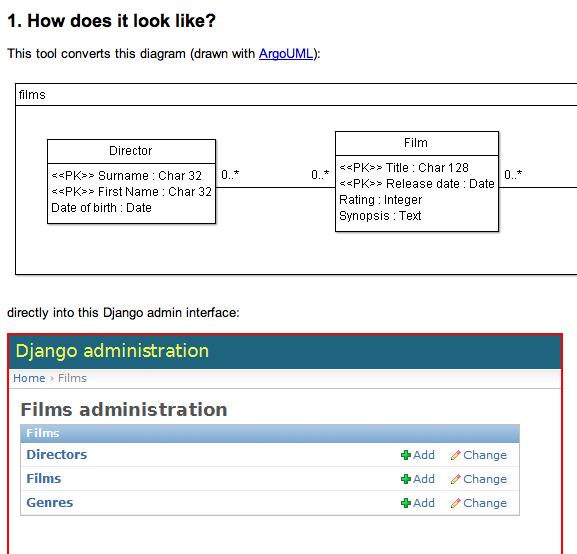 1. How does it look like?
This tool converts this diagram (drawn with ArgoUML):
films
Director
<<PK>> Surname : Char 32
<<PK>> First Name : Char 32
Date of birth : Date
0..*
0..*
Film
<<PK>> Title : Char 128
<<PK>> Release date : Date
Rating : Integer
Synopsis : Text
0..*
directly into this Django admin interface:
Django administration
Home › Films
Films administration
Films
Directors Add Change
Films Add Change
Genres Add Change